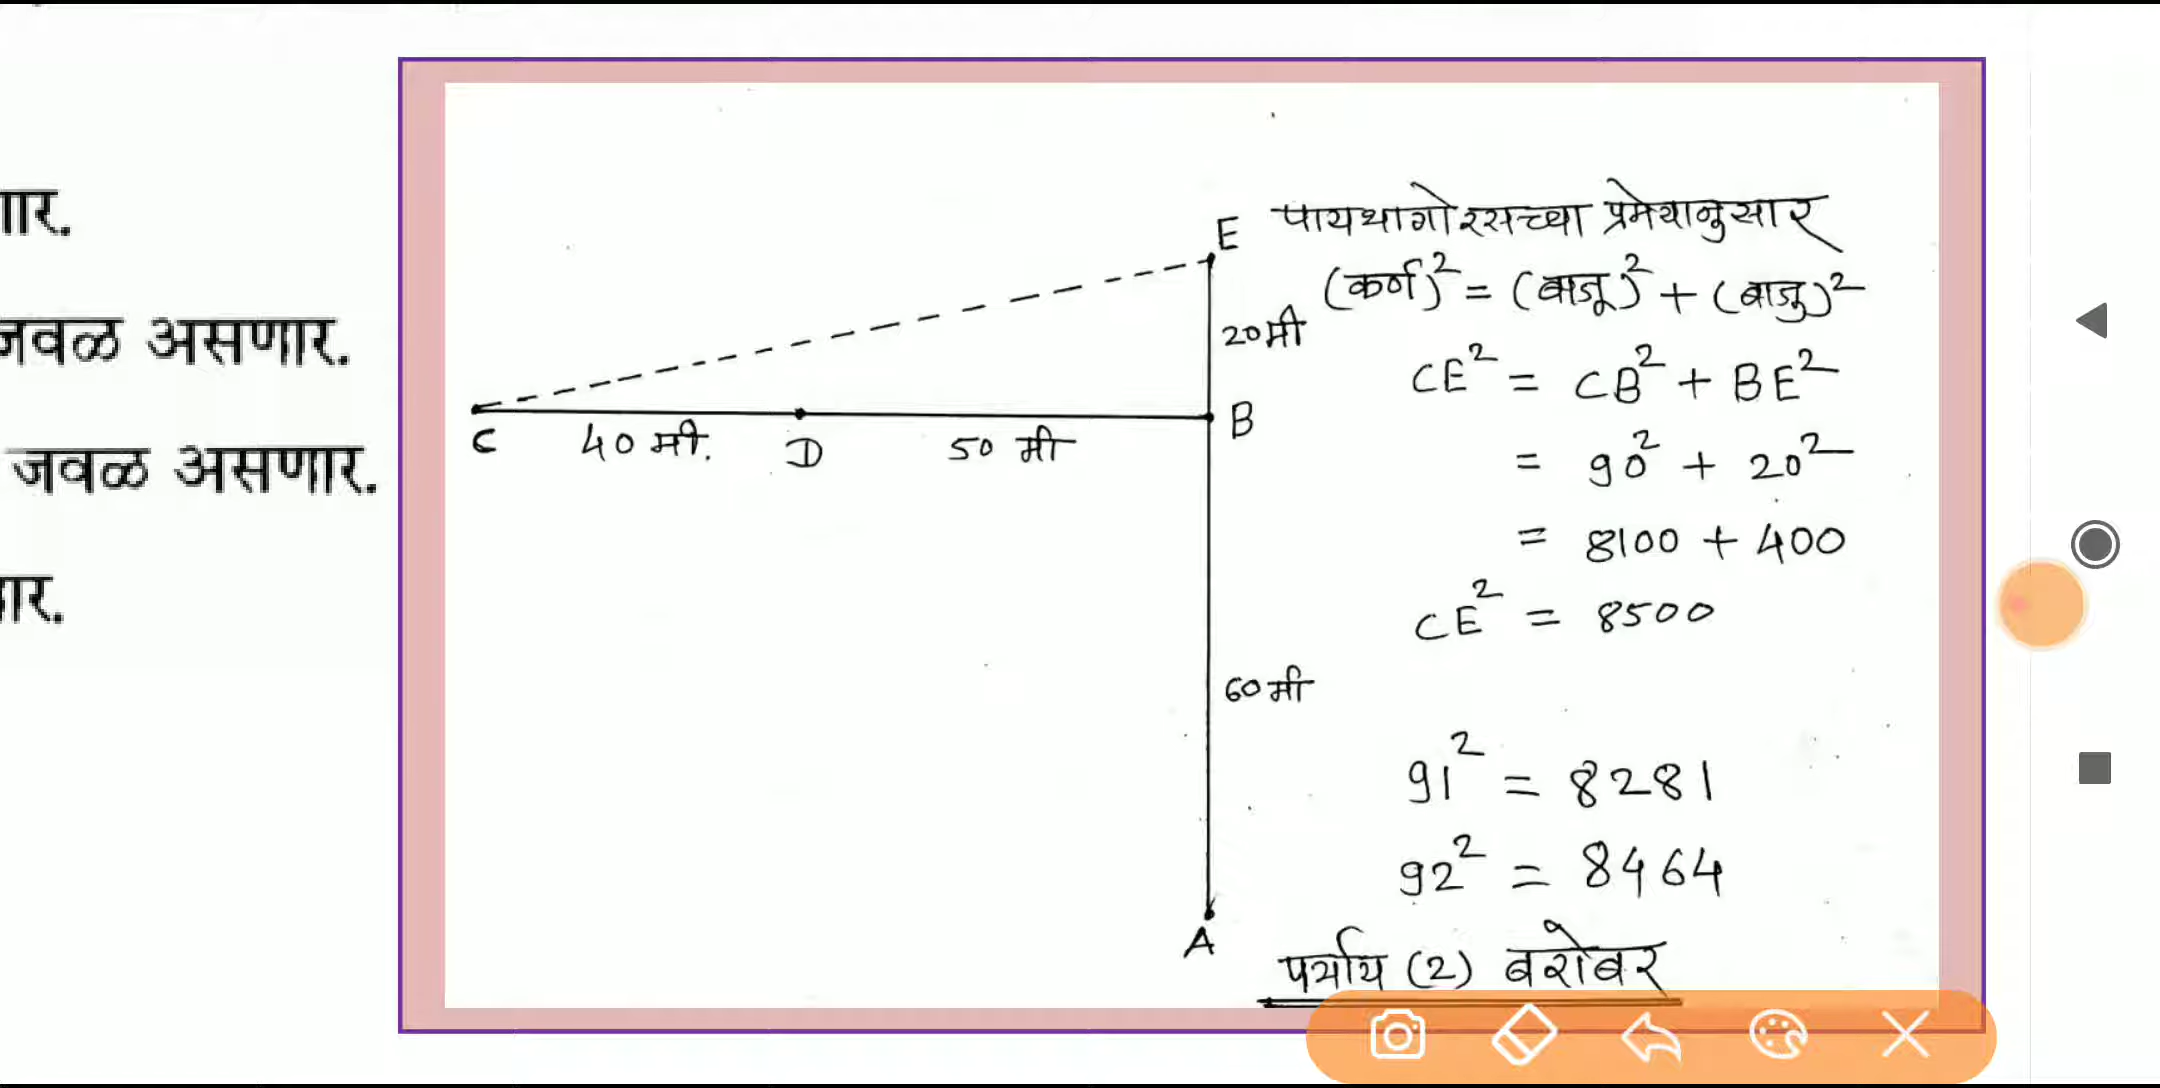 णार.
जवळ असणार.
जवळ असणार.
णार.
E
20मी
C
40 मी.
D
50 मी
B
60मी
A
पायथागोरसच्या प्रमेयानुसार
(कर्ण)² = (बाजू)² + (बाजु)²
CE² = CB² + BE²
= 90² + 20²
= 8100 + 400
CE² = 8500
91² = 8281
92² = 8464
पर्याय (2) बरोबर